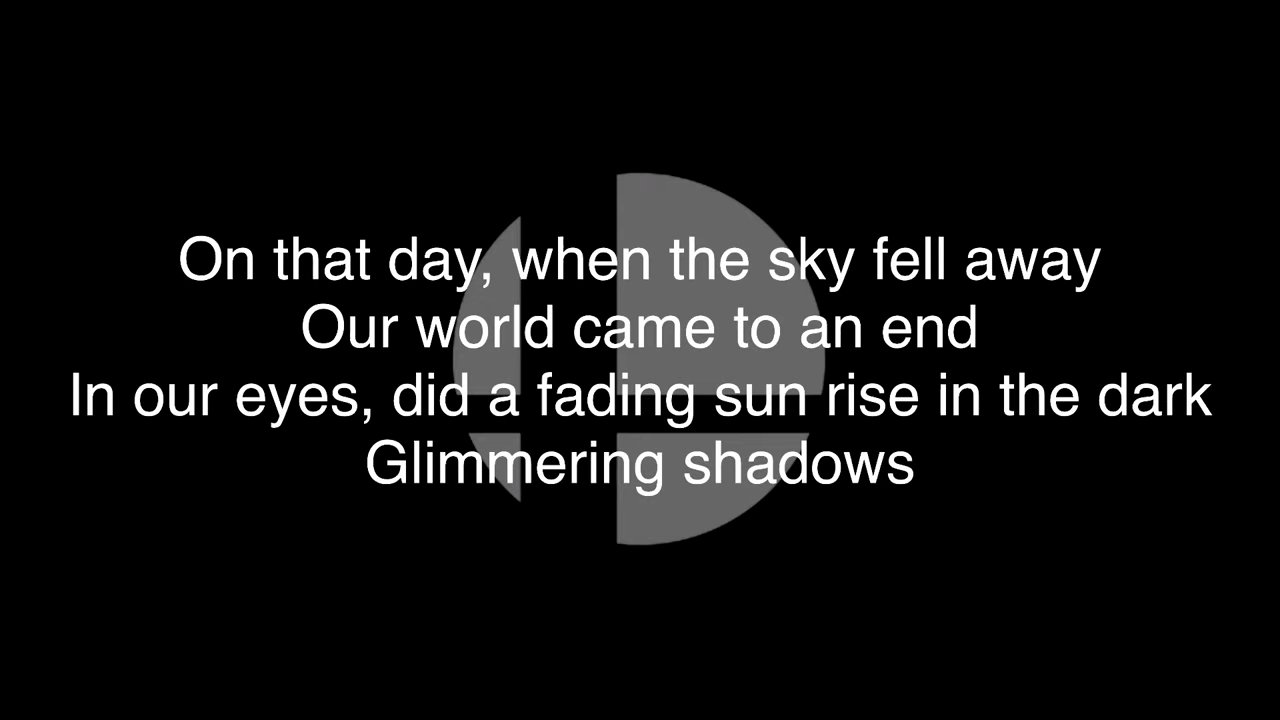 On that day, when the sky fell away
Our world came to an end
In our eyes, did a fading sun rise in the dark
Glimmering shadows